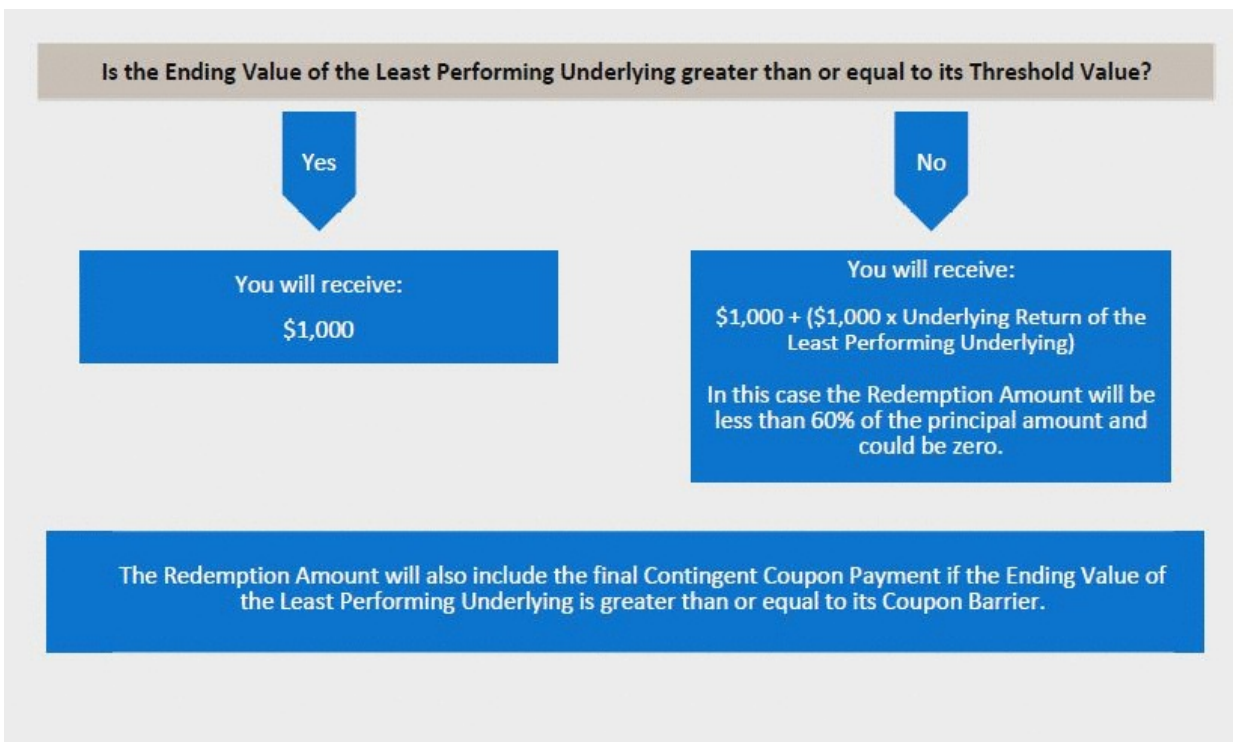 Is the Ending Value of the Least Performing Underlying greater than or equal to its Threshold Value?
Yes
No
You will receive:
$1,000
You will receive:
$1,000 + ($1,000 x Underlying Return of the
Least Performing Underlying)
In this case the Redemption Amount will be
less than 60% of the principal amount and
could be zero.
The Redemption Amount will also include the final Contingent Coupon Payment if the Ending Value of
the Least Performing Underlying is greater than or equal to its Coupon Barrier.